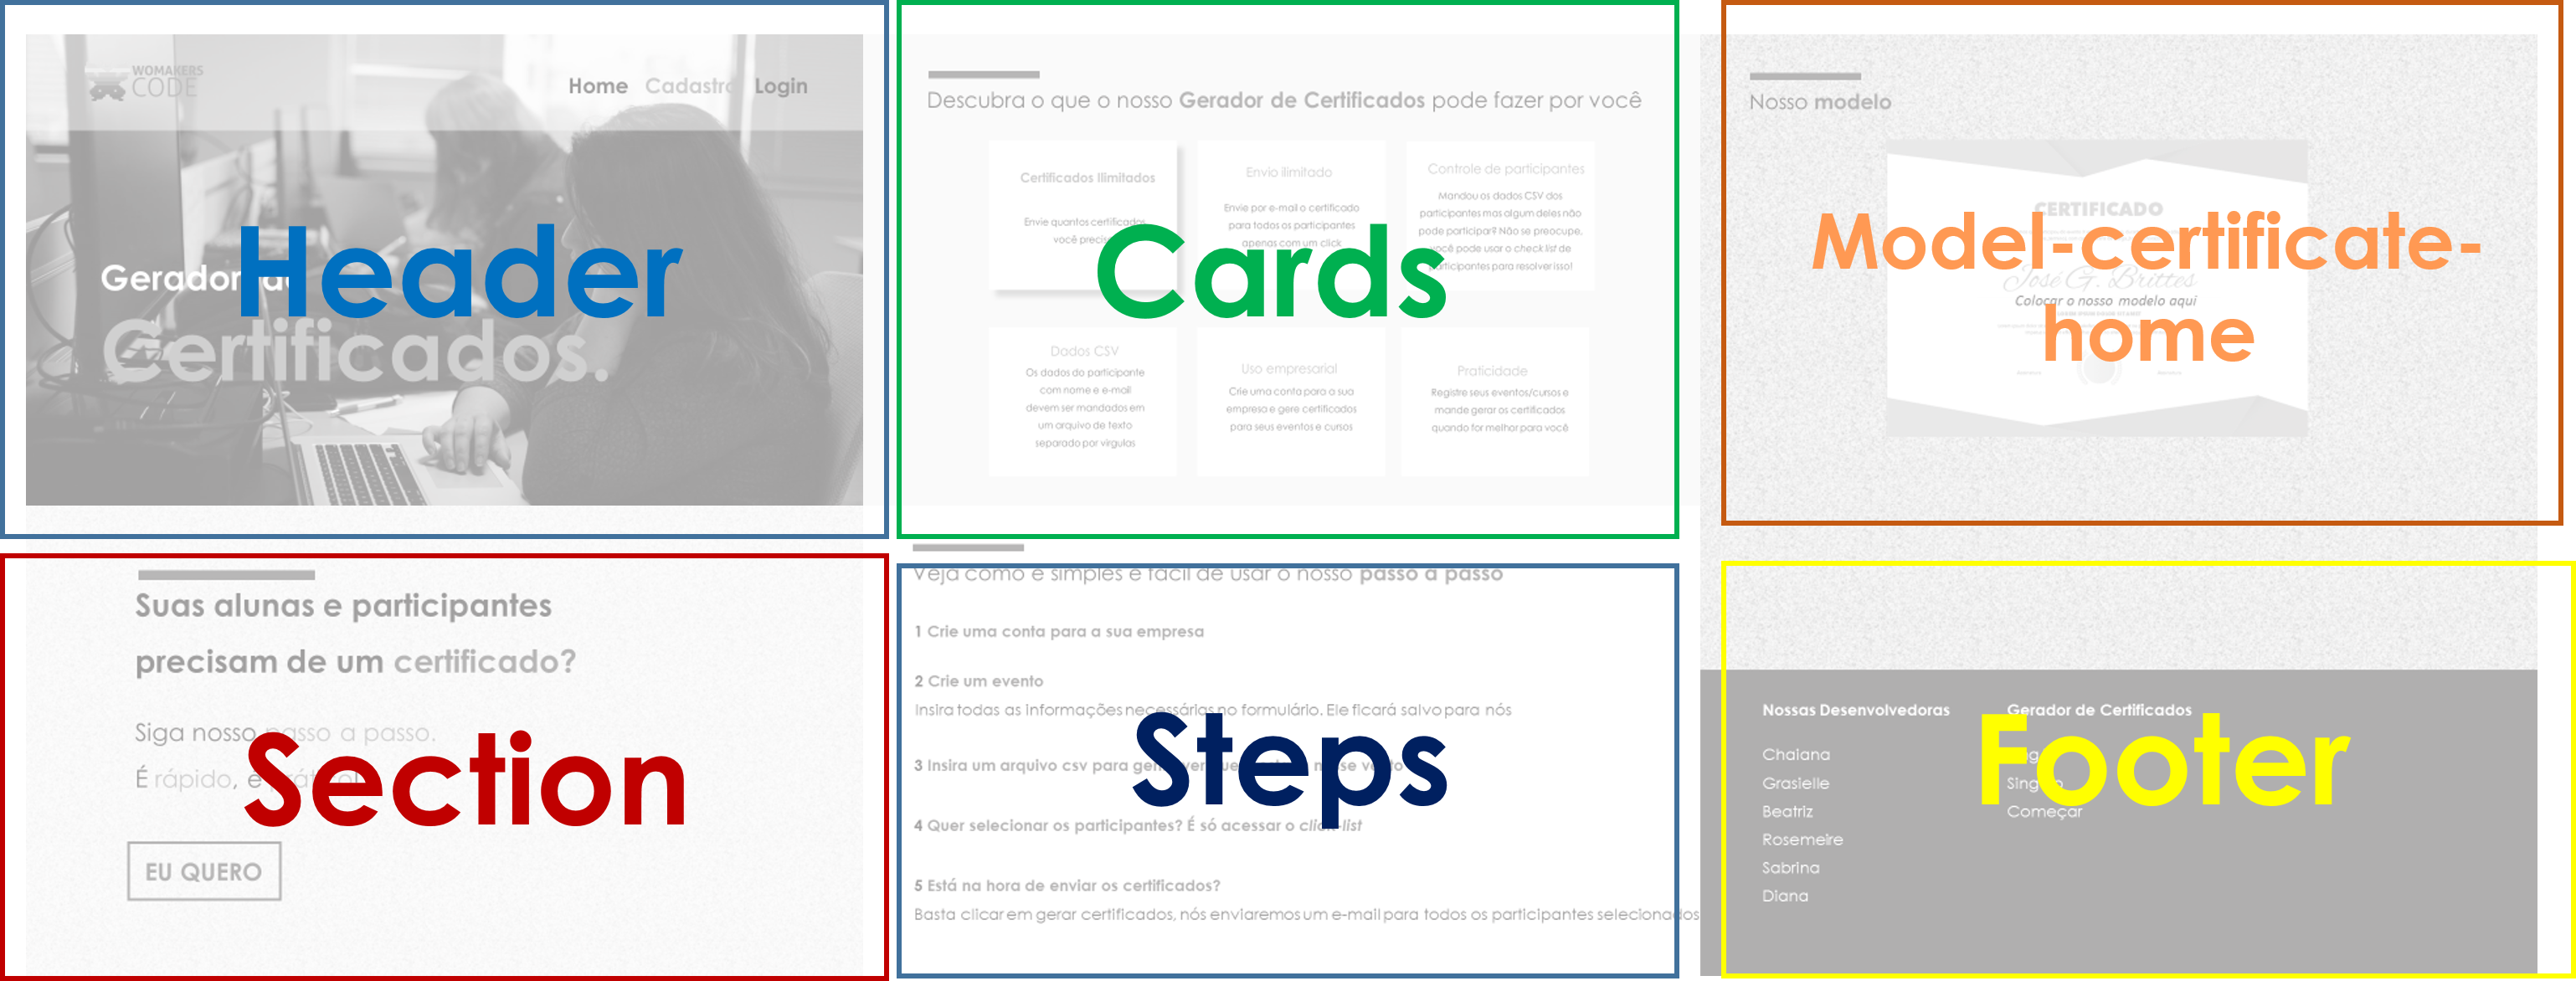 WOMAKERS
CODE
Home Cadastro Login
Gerador
Certificados.
Header
Descubra o que o nosso Gerador de Certificados pode fazer por você
Certificados Ilimitados
Envie quantos certificados
você
Envio ilimitado
Envie por e-mail o certificado
para todos os participantes
apenas com um click
Controle de participantes
Mandou os dados CSV dos
participantes mas algum deles não
pode participar? Não se preocupe,
você pode usar o check list de
participantes para resolver isso!
Dados CSV
Os dados do participante
com nome e e-mail
devem ser mandados em
um arquivo de texto
separado por vírgulas
Uso empresarial
Crie uma conta para a sua
empresa e gere certificados
para seus eventos e cursos
Praticidade
Registre seus eventos/cursos e
mande gerar os certificados
quando for melhor para você
Cards
Nosso modelo
CERTIFICADO
José G. Brittes
Colocar o nosso modelo aqui
Model-certificate-
home
Suas alunas e participantes
precisam de um certificado?
Siga nosso passo a passo.
É rápido, é
EU QUERO
Section
Veja como é simples e fácil de usar o nosso passo a passo
1 Crie uma conta para a sua empresa
2 Crie um evento
Insira todas as informações necessárias no formulário. Ele ficará salvo para nós
3 Insira um arquivo csv para
4 Quer selecionar os participantes? É só acessar o
5 Está na hora de enviar os certificados?
Basta clicar em gerar certificados, nós enviaremos um e-mail para todos os participantes selecionados
Steps
Nossas Desenvolvedoras
Chaiana
Grasielle
Beatriz
Rosemeire
Sabrina
Diana
Gerador de Certificados
Começar
Footer